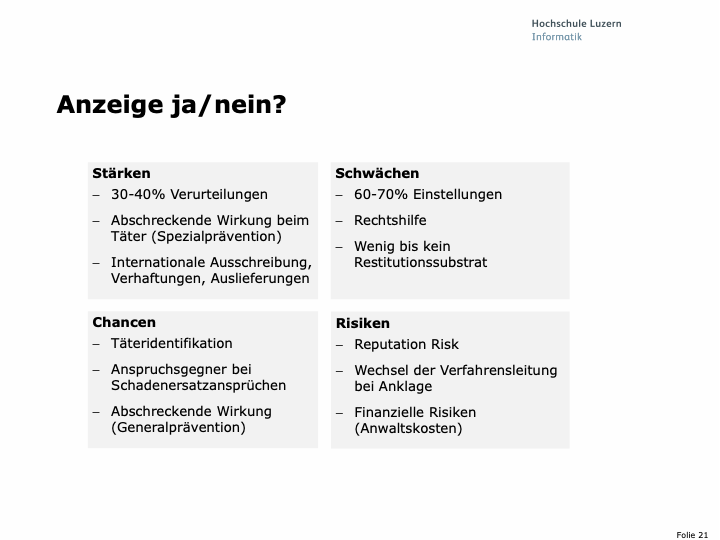 Hochschule Luzern
Informatik
Anzeige ja/nein?
Stärken
– 30-40% Verurteilungen
– Abschreckende Wirkung beim
Täter (Spezialprävention)
– Internationale Ausschreibung,
Verhaftungen, Auslieferungen
Schwächen
– 60-70% Einstellungen
– Rechtshilfe
– Wenig bis kein
Restitutionssubstrat
Chancen
– Täteridentifikation
– Anspruchsgegner bei
Schadenersatzansprüchen
– Abschreckende Wirkung
(Generalprävention)
Risiken
– Reputation Risk
– Wechsel der Verfahrensleitung
bei Anklage
– Finanzielle Risiken
(Anwaltskosten)
Folie 21